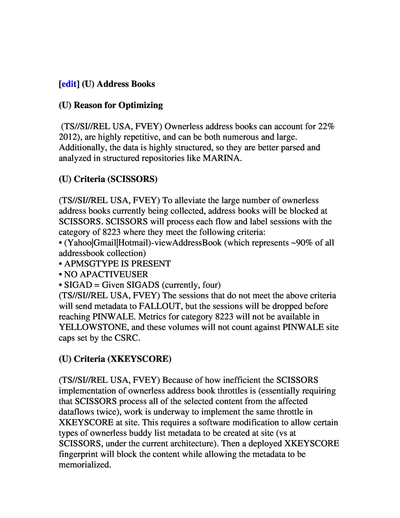 [edit] (U) Address Books
(U) Reason for Optimizing
(TS//SI//REL USA, FVEY) Ownerless address books can account for 22%
2012), are highly repetitive, and can be both numerous and large.
Additionally, the data is highly structured, so they are better parsed and
analyzed in structured repositories like MARINA.
(U) Criteria (SCISSORS)
(TS//SI//REL USA, FVEY) To alleviate the large number of ownerless
address books currently being collected, address books will be blocked at
SCISSORS. SCISSORS will process each flow and label sessions with the
category of 8223 where they meet the following criteria:
• (Yahoo|Gmail|Hotmail)-viewAddressBook (which represents ~90% of all
addressbook collection)
• APMSGTYPE IS PRESENT
• NO APACTIVEUSER
• SIGAD = Given SIGADS (currently, four)
(TS//SI//REL USA, FVEY) The sessions that do not meet the above criteria
will send metadata to FALLOUT, but the sessions will be dropped before
reaching PINWALE. Metrics for category 8223 will not be available in
YELLOWSTONE, and these volumes will not count against PINWALE site
caps set by the CSRC.
(U) Criteria (XKEYSCORE)
(TS//SI//REL USA, FVEY) Because of how inefficient the SCISSORS
implementation of ownerless address book throttles is (essentially requiring
that SCISSORS process all of the selected content from the affected
dataflows twice), work is underway to implement the same throttle in
XKEYSCORE at site. This requires a software modification to allow certain
types of ownerless buddy list metadata to be created at site (vs at
SCISSORS, under the current architecture). Then a deployed XKEYSCORE
fingerprint will block the content while allowing the metadata to be
memorialized.